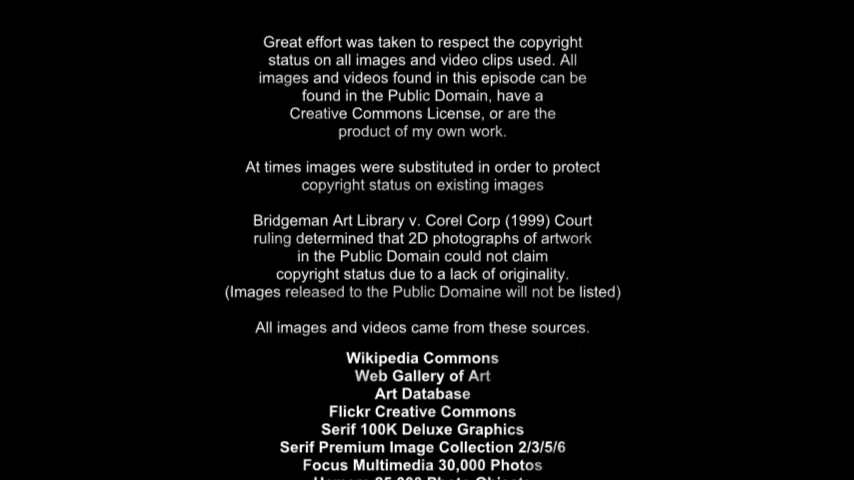 Great effort was taken to respect the copyright
status on all images and video clips used. All
images and videos found in this episode can be
found in the Public Domain, have a
Creative Commons License, or are the
product of my own work.
At times images were substituted in order to protect
copyright status on existing images
Bridgeman Art Library v. Corel Corp (1999) Court
ruling determined that 2D photographs of artwork
in the Public Domain could not claim
copyright status due to a lack of originality.
(Images released to the Public Domaine will not be listed)
All images and videos came from these sources.
Wikipedia Commons
Web Gallery of Art
Art Database
Flickr Creative Commons
Serif 100K Deluxe Graphics
Serif Premium Image Collection 2/3/5/6
Focus Multimedia 30,000 Photos